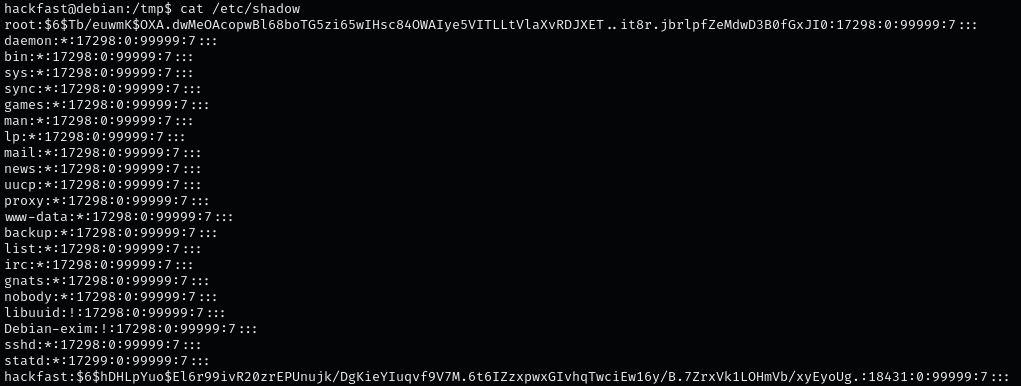 hackfast@debian:/tmp$ cat /etc/shadow
root:$6$Tb/euwmK$OXA.dwMeOAcopwBl68boTG5zi65wIHsc84OWAIye5VITLLtVlaXvRDJXET..it8r.jbrlpfZeMdwD3B0fGxJI0:17298:0:99999:7:::
daemon:*:17298:0:99999:7:::
bin:*:17298:0:99999:7:::
sys:*:17298:0:99999:7:::
sync:*:17298:0:99999:7:::
games:*:17298:0:99999:7:::
man:*:17298:0:99999:7:::
lp:*:17298:0:99999:7:::
mail:*:17298:0:99999:7:::
news:*:17298:0:99999:7:::
uucp:*:17298:0:99999:7:::
proxy:*:17298:0:99999:7:::
www-data:*:17298:0:99999:7:::
backup:*:17298:0:99999:7:::
list:*:17298:0:99999:7:::
irc:*:17298:0:99999:7:::
gnats:*:17298:0:99999:7:::
nobody:*:17298:0:99999:7:::
libuuid:!:17298:0:99999:7:::
Debian-exim:!:17298:0:99999:7:::
sshd:*:17298:0:99999:7:::
statd:*:17299:0:99999:7:::
hackfast:$6$hDHLpYuo$El6r99ivR20zrEPUnujk/DgKieYIuqvf9V7M.6t6IZzxpwxGIvhqTwciEw16y/B.7ZrxVk1LOHmVb/xyEyoUg.:18431:0:99999:7:::